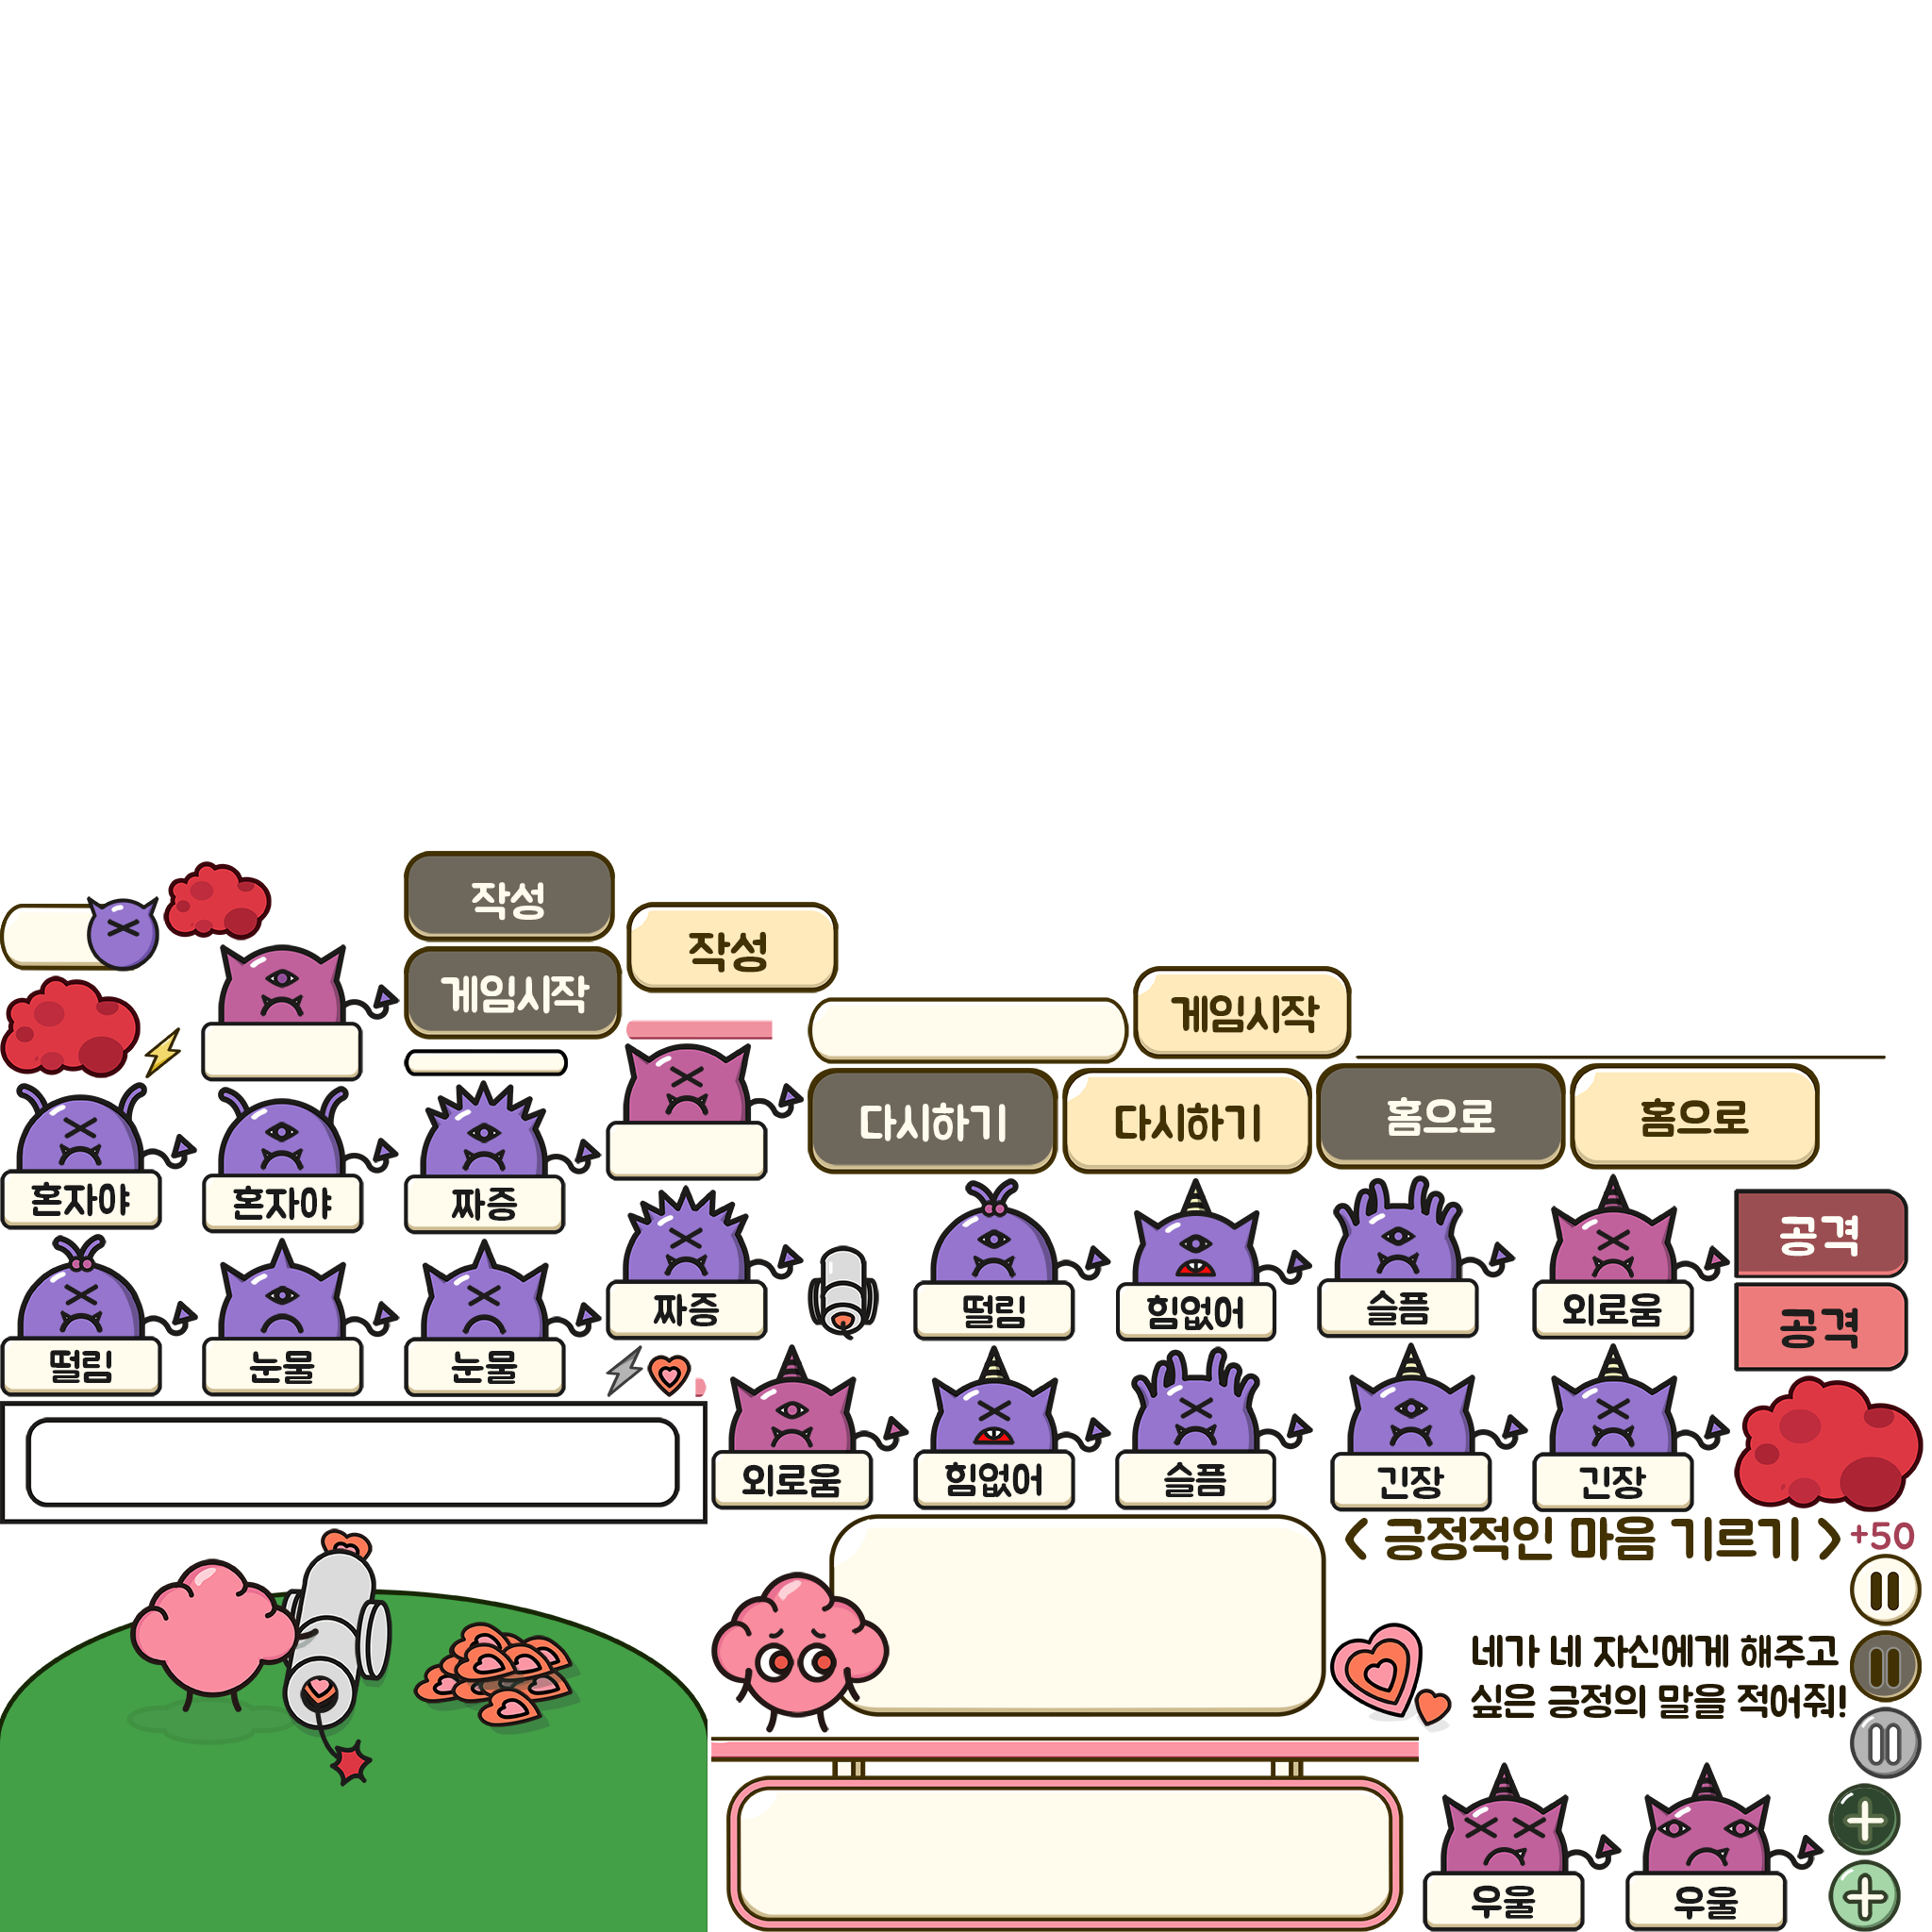 작성
작성
게임시작
게임시작
다시하기
다시하기
홈으로
홈으로
혼자야
혼자야
짜증
공격
짜증
떨림
힘없어
슬픔
외로움
공격
떨림
눈물
눈물
외로움
힘없어
슬픔
긴장
긴장
< 긍정적인 마음 기르기 >
+50
네가 네 자신에게 해주고
싶은 긍정의 말을 적어줘!
우울
우울